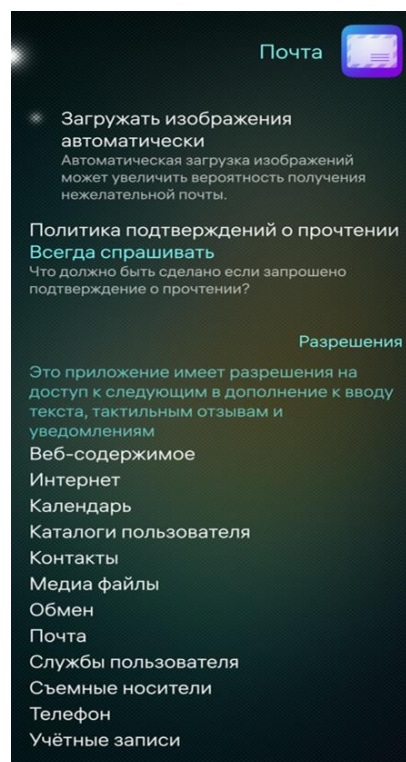 Почта
Загружать изображения
автоматически
Автоматическая загрузка изображений
может увеличить вероятность получения
нежелательной почты.
Политика подтверждений о прочтении
Всегда спрашивать
Что должно быть сделано если запрошено
подтверждение о прочтении?
Разрешения
Это приложение имеет разрешения на
доступ к следующим в дополнение к вводу
текста, тактильным отзывам и
уведомлениям
Веб-содержимое
Интернет
Календарь
Каталоги пользователя
Контакты
Медиа файлы
Обмен
Почта
Службы пользователя
Съемные носители
Телефон
Учётные записи